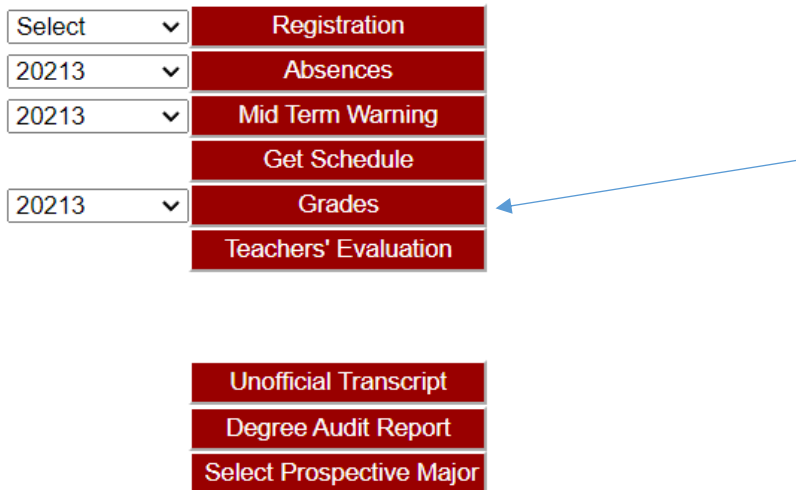 Select Registration
20213 Absences
20213 Mid Term Warning
Get Schedule
20213 Grades
Teachers' Evaluation
Unofficial Transcript
Degree Audit Report
Select Prospective Major